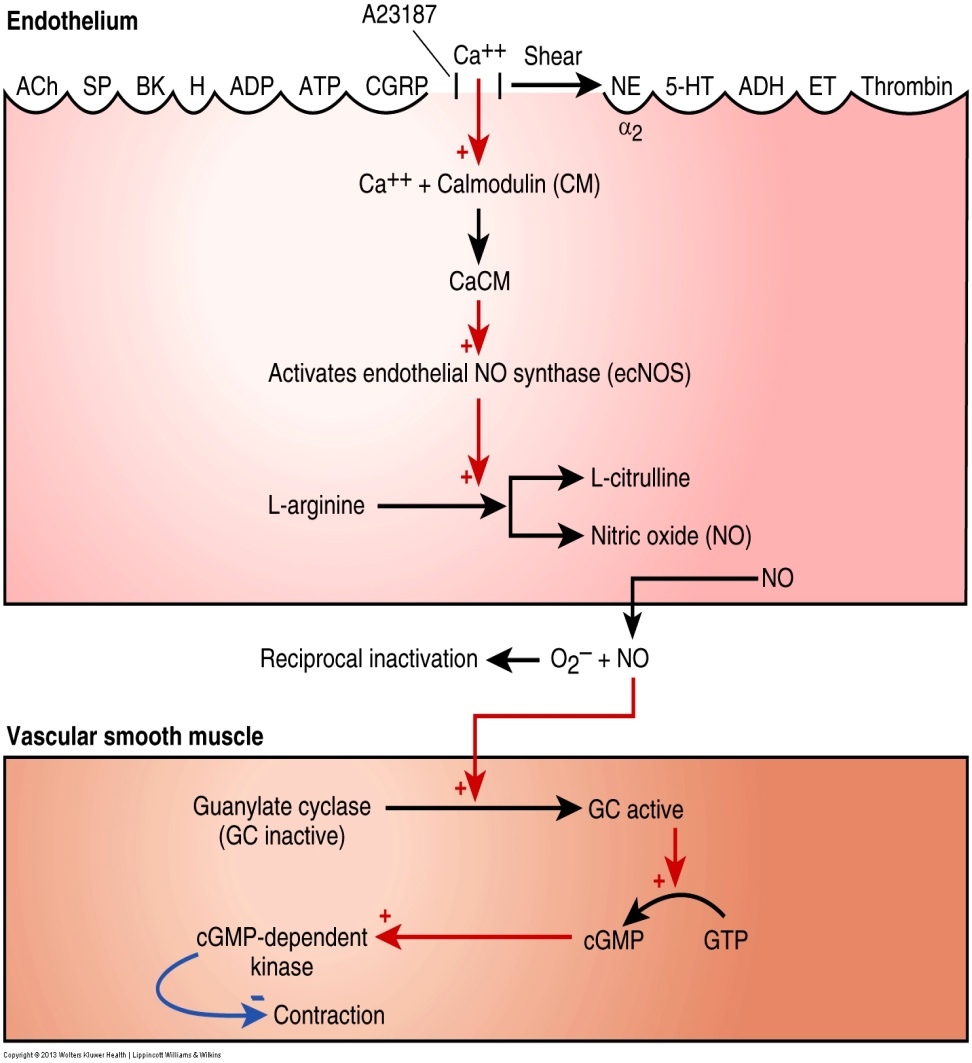 Endothelium
A23187
Ca++
Shear
ACh SP BK H ADP ATP CGRP NE 5-HT ADH ET Thrombin
α2
+
Ca++ + Calmodulin (CM)
CaCM
+
Activates endothelial NO synthase (ecNOS)
+
L-citrulline
L-arginine
Nitric oxide (NO)
NO
Reciprocal inactivation
O2– + NO
Vascular smooth muscle
+
Guanylate cyclase
(GC inactive)
GC active
+
+
cGMP-dependent
kinase
cGMP
GTP
–
Contraction
Copyright © 2013 Wolters Kluwer Health | Lippincott Williams & Wilkins